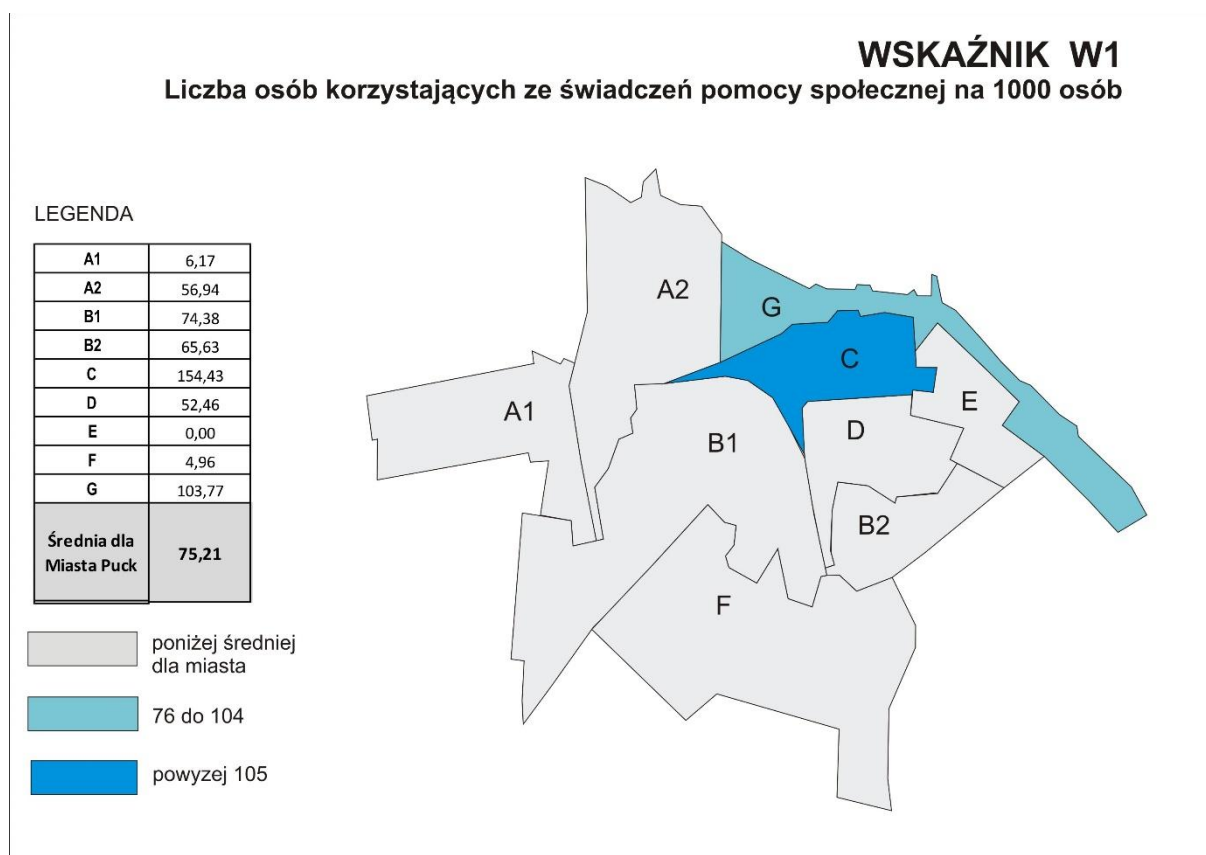 WSKAŹNIK W1
Liczba osób korzystających ze świadczeń pomocy społecznej na 1000 osób
LEGENDA
A1 6,17
A2 56,94
B1 74,38
B2 65,63
C 154,43
D 52,46
E 0,00
F 4,96
G 103,77
Średnia dla
Miasta Puck 75,21
poniżej średniej
dla miasta
76 do 104
powyzej 105
A2
G
C
A1
E
B1
D
B2
F